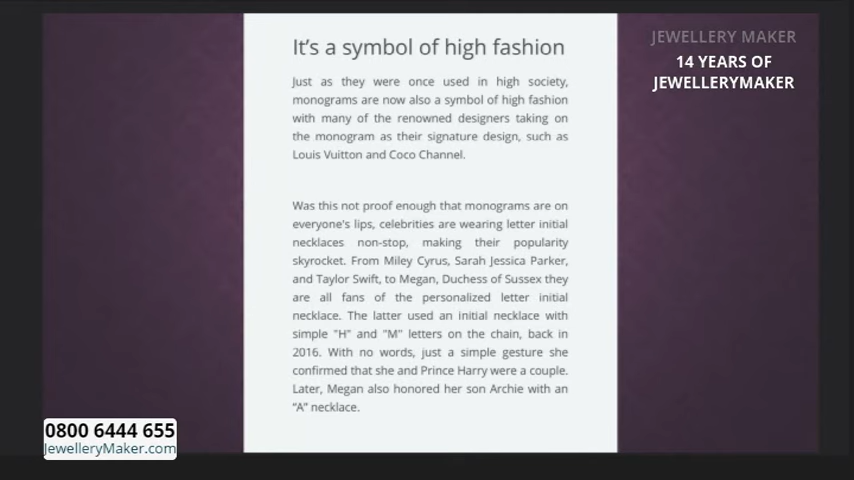 It's a symbol of high fashion
Just as they were once used in high society,
monograms are now also a symbol of high fashion
with many of the renowned designers taking on
the monogram as their signature design, such as
Louis Vuitton and Coco Channel.
Was this not proof enough that monograms are on
everyone's lips, celebrities are wearing letter initial
necklaces non-stop, making their popularity
skyrocket. From Miley Cyrus, Sarah Jessica Parker,
and Taylor Swift, to Megan, Duchess of Sussex they
are all fans of the personalized letter initial
necklace. The latter used an initial necklace with
simple "H" and "M" letters on the chain, back in
2016. With no words, just a simple gesture she
confirmed that she and Prince Harry were a couple.
Later, Megan also honored her son Archie with an
“A” necklace.
JEWELLERY MAKER
14 YEARS OF
JEWELLERYMAKER
0800 6444 655
JewelleryMaker.com